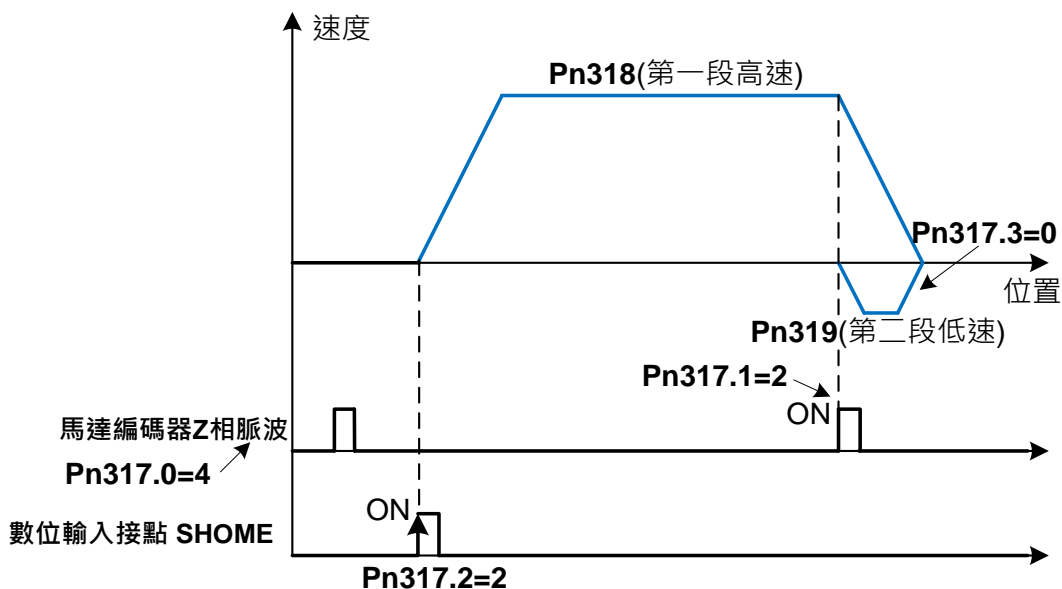 速度
Pn318(第一段高速)
Pn317.3=0
位置
Pn319(第二段低速)
Pn317.1=2
ON
馬達編碼器Z相脈波
Pn317.0=4
ON
數位輸入接點 SHOME
Pn317.2=2